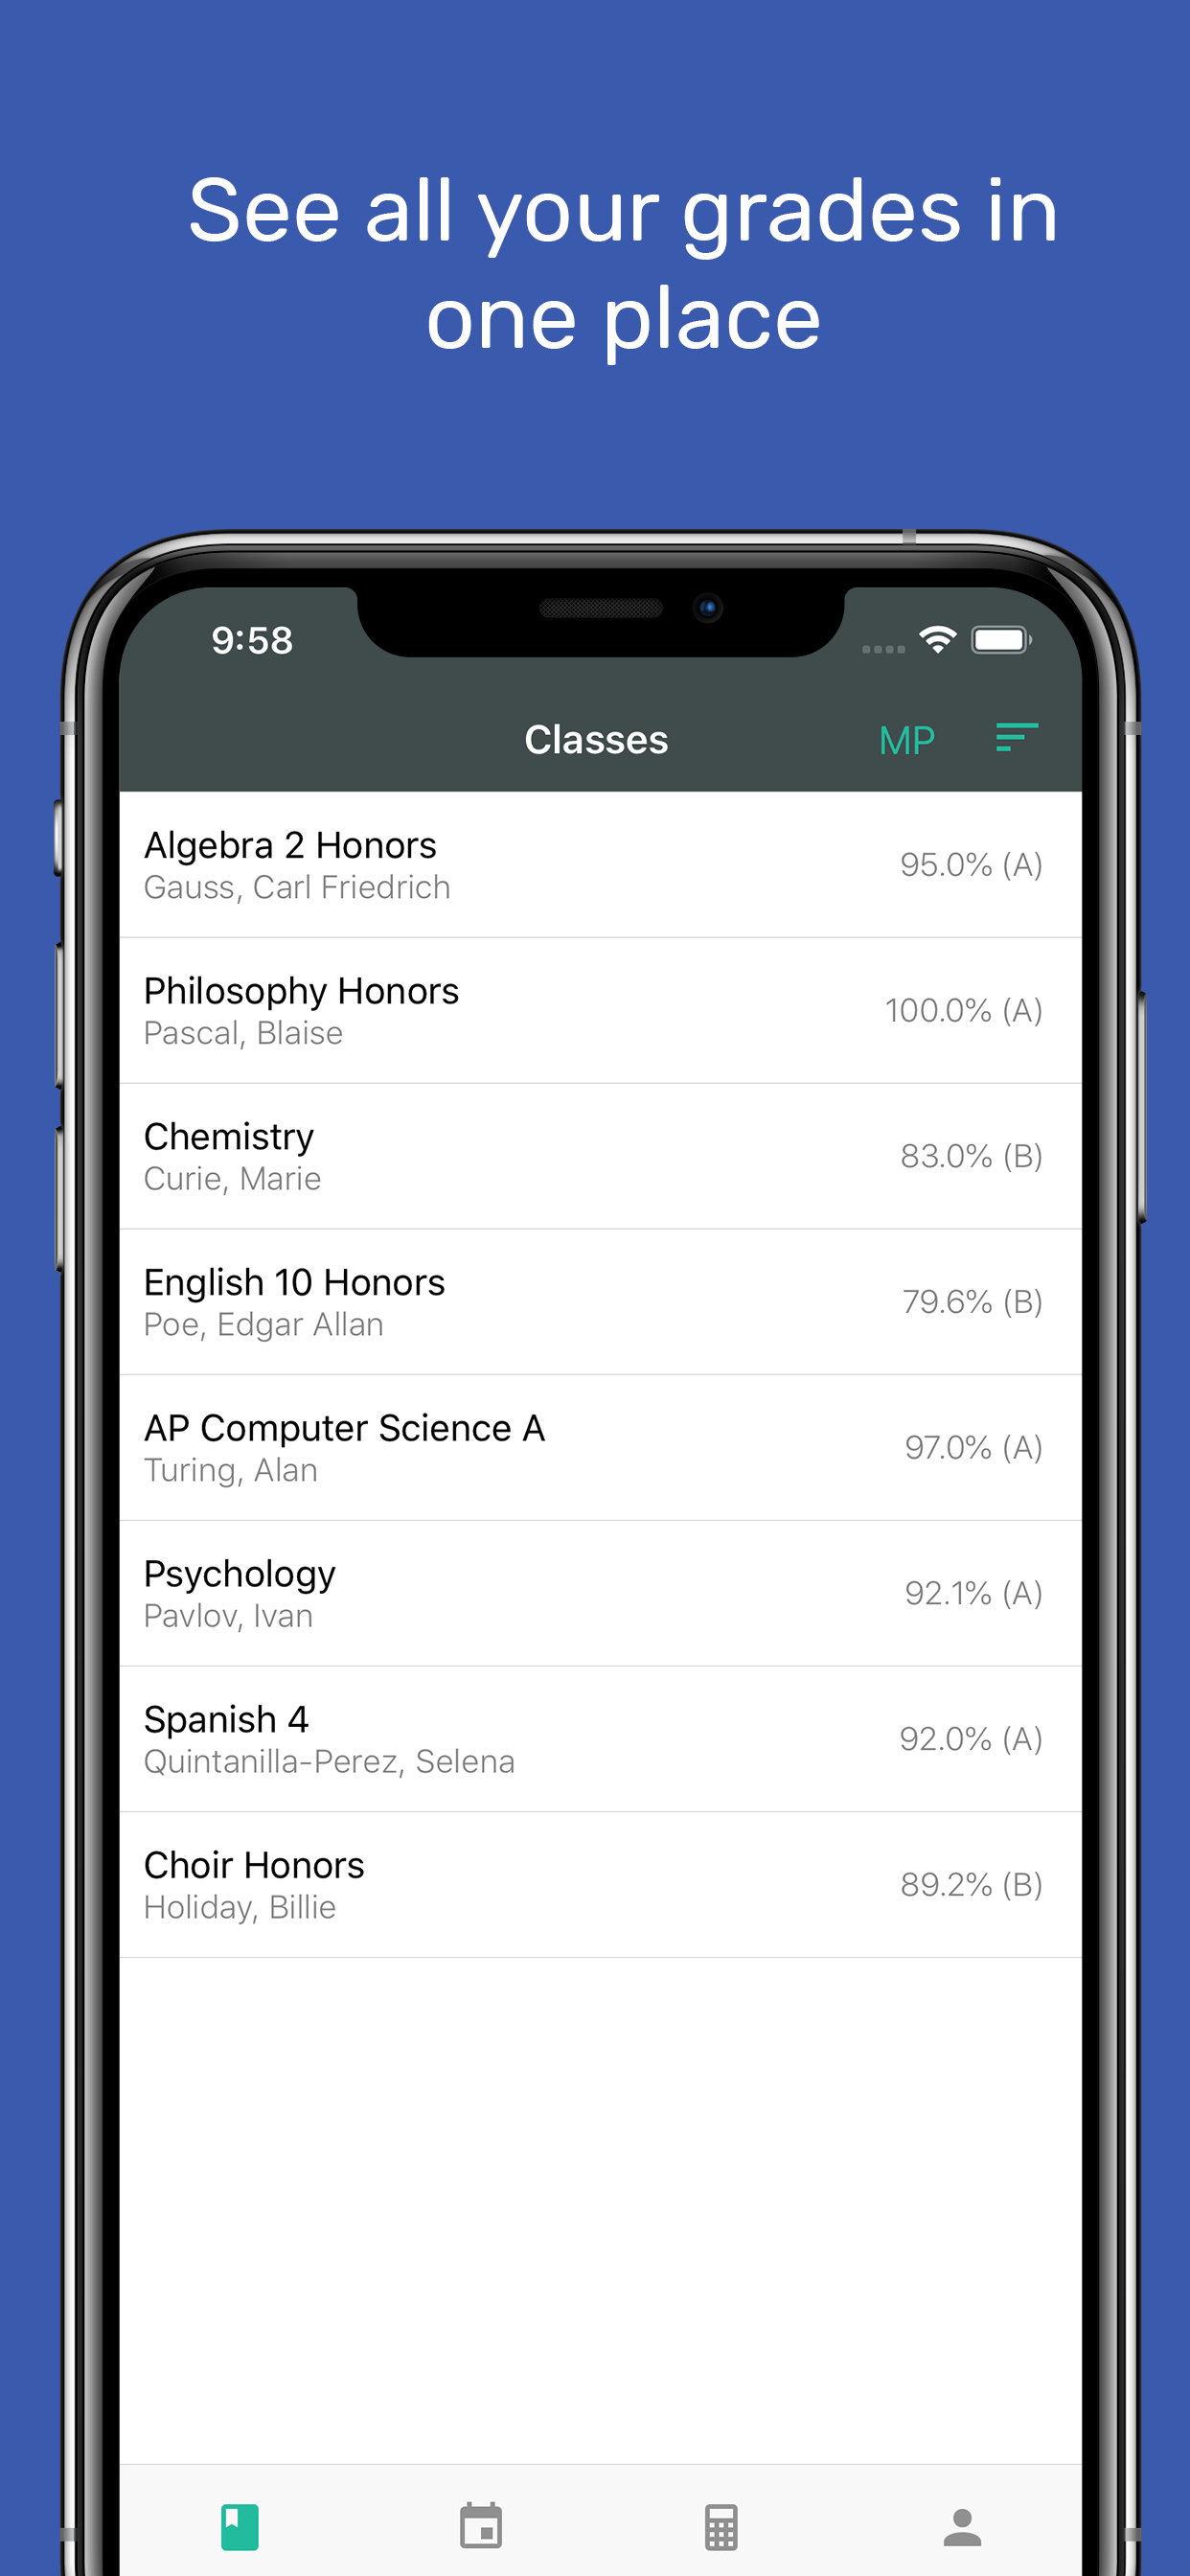 See all your grades in
one place
9:58
Classes
MP
Algebra 2 Honors
Gauss, Carl Friedrich
95.0% (A)
Philosophy Honors
Pascal, Blaise
100.0% (A)
Chemistry
Curie, Marie
83.0% (B)
English 10 Honors
Poe, Edgar Allan
79.6% (B)
AP Computer Science A
Turing, Alan
97.0% (A)
Psychology
Pavlov, Ivan
92.1% (A)
Spanish 4
Quintanilla-Perez, Selena
92.0% (A)
Choir Honors
Holiday, Billie
89.2% (B)